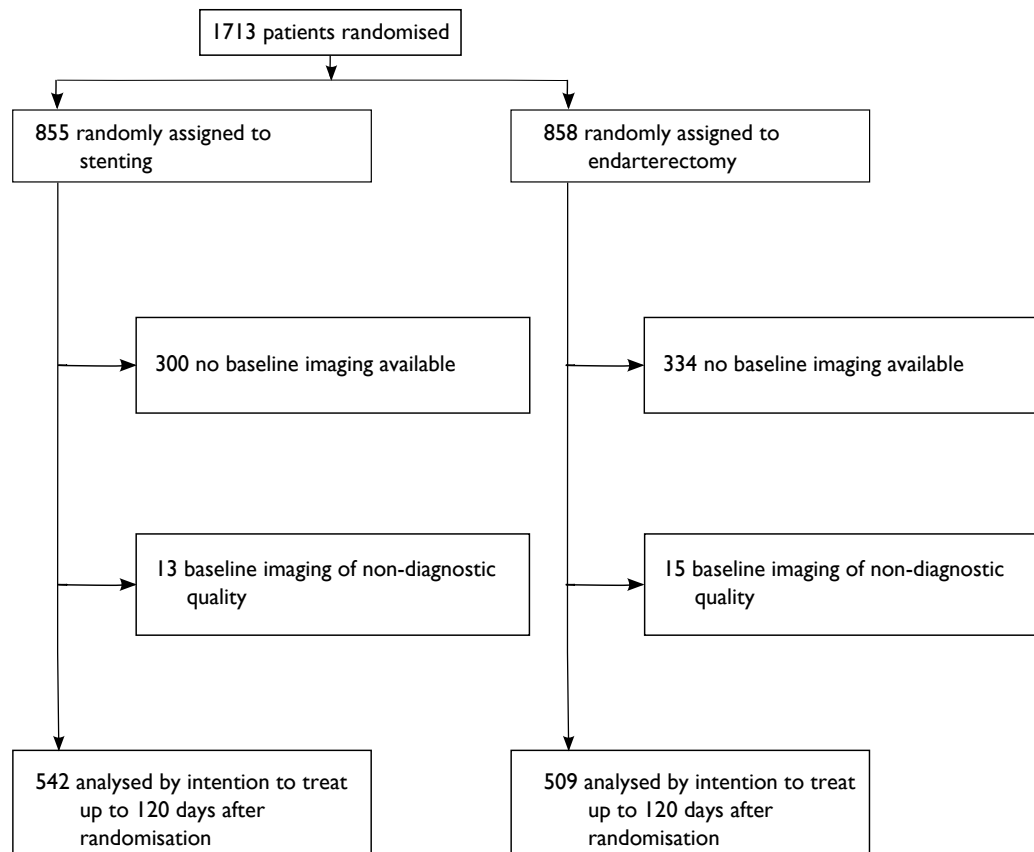 1713 patients randomised
855 randomly assigned to
stenting
858 randomly assigned to
endarterectomy
300 no baseline imaging available
334 no baseline imaging available
13 baseline imaging of non-diagnostic
quality
15 baseline imaging of non-diagnostic
quality
542 analysed by intention to treat
up to 120 days after
randomisation
509 analysed by intention to treat
up to 120 days after
randomisation